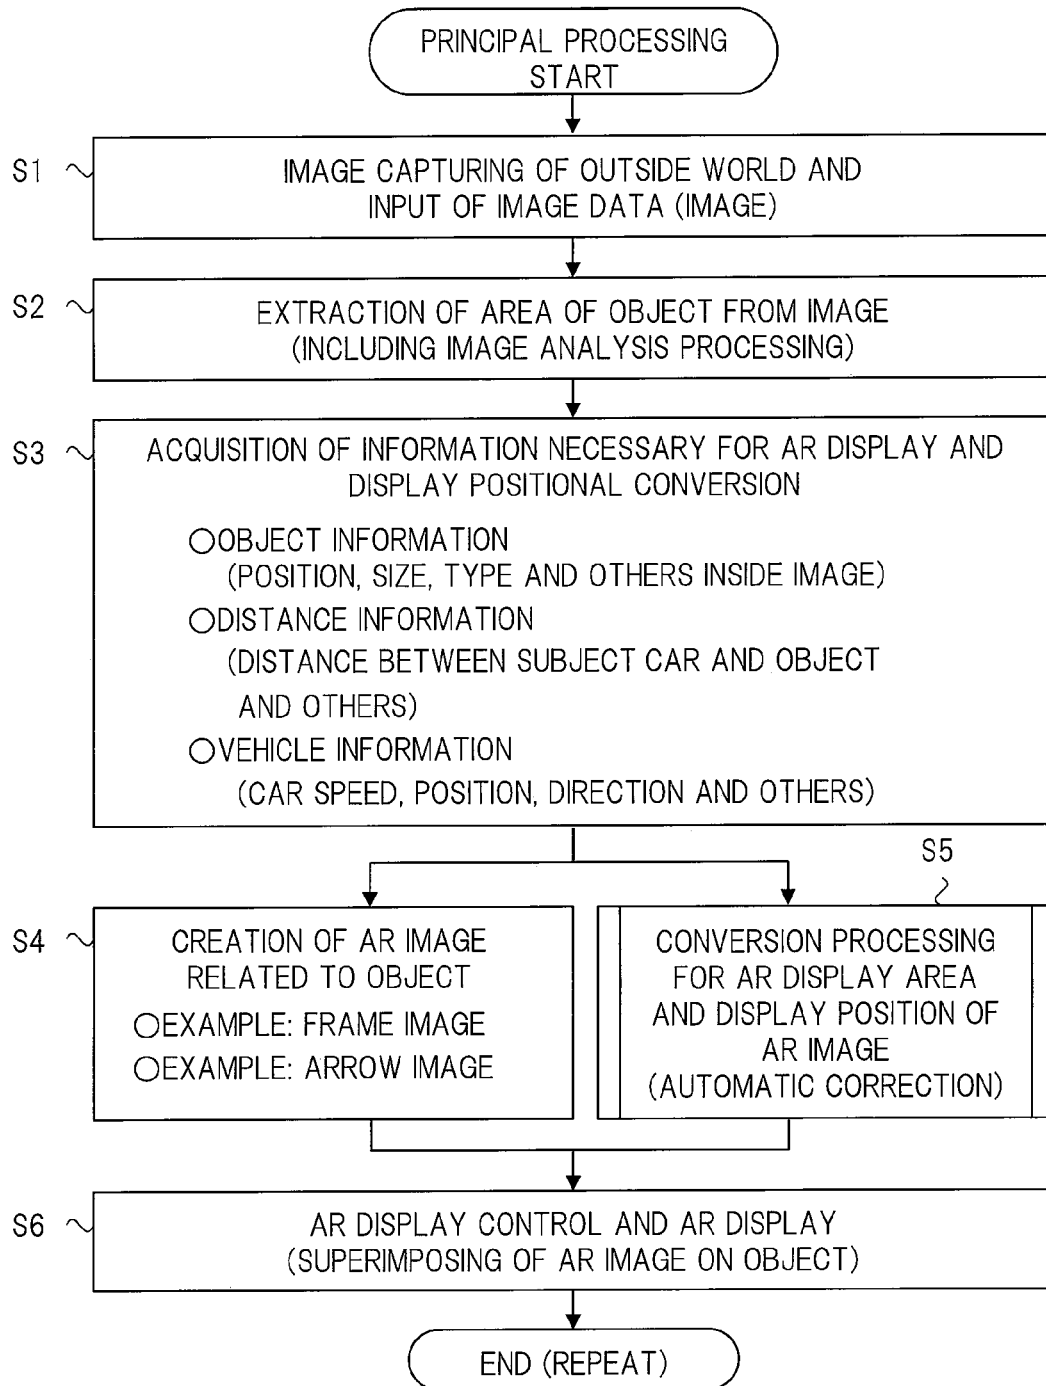 PRINCIPAL PROCESSING
START
S1
IMAGE CAPTURING OF OUTSIDE WORLD AND
INPUT OF IMAGE DATA (IMAGE)
S2
EXTRACTION OF AREA OF OBJECT FROM IMAGE
(INCLUDING IMAGE ANALYSIS PROCESSING)
S3
ACQUISITION OF INFORMATION NECESSARY FOR AR DISPLAY AND
DISPLAY POSITIONAL CONVERSION
○OBJECT INFORMATION
(POSITION, SIZE, TYPE AND OTHERS INSIDE IMAGE)
○DISTANCE INFORMATION
(DISTANCE BETWEEN SUBJECT CAR AND OBJECT
AND OTHERS)
○VEHICLE INFORMATION
(CAR SPEED, POSITION, DIRECTION AND OTHERS)
S4
CREATION OF AR IMAGE
RELATED TO OBJECT
○EXAMPLE: FRAME IMAGE
○EXAMPLE: ARROW IMAGE
S5
CONVERSION PROCESSING
FOR AR DISPLAY AREA
AND DISPLAY POSITION OF
AR IMAGE
(AUTOMATIC CORRECTION)
S6
AR DISPLAY CONTROL AND AR DISPLAY
(SUPERIMPOSING OF AR IMAGE ON OBJECT)
END (REPEAT)